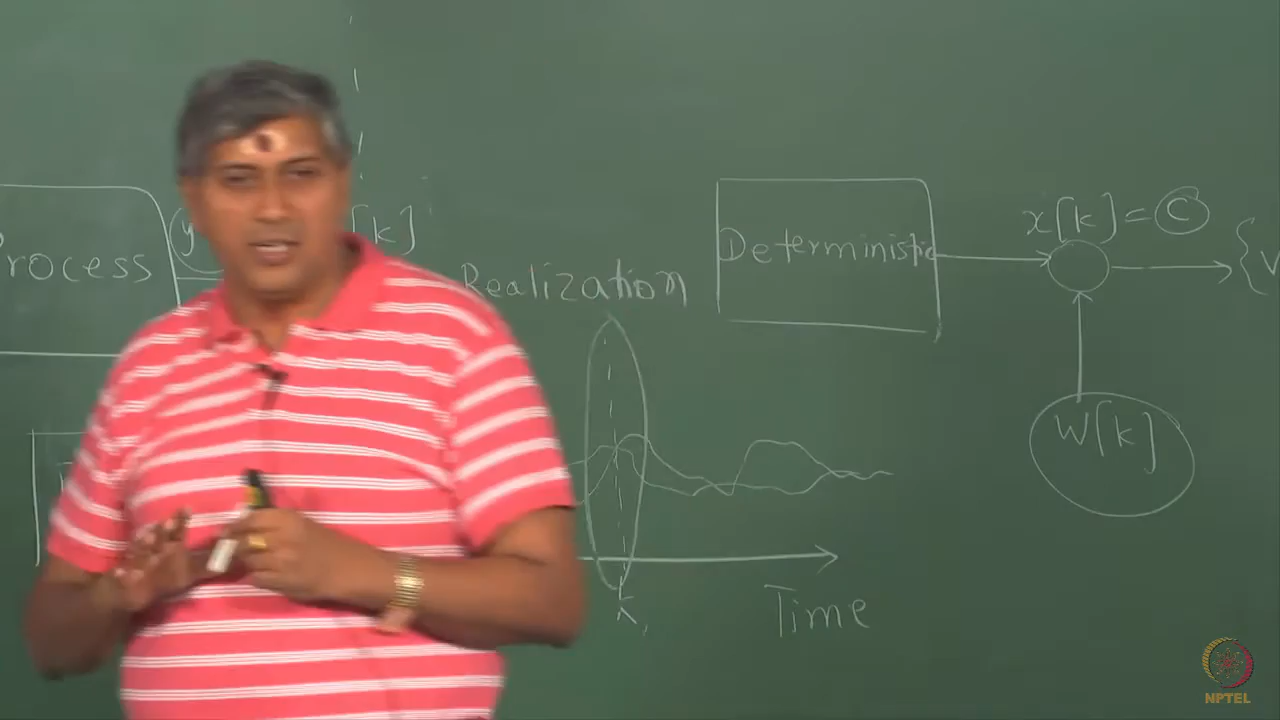 Process
[k]
Realization
Deterministic
x[k] = C
W[k]
Time
NPTEL